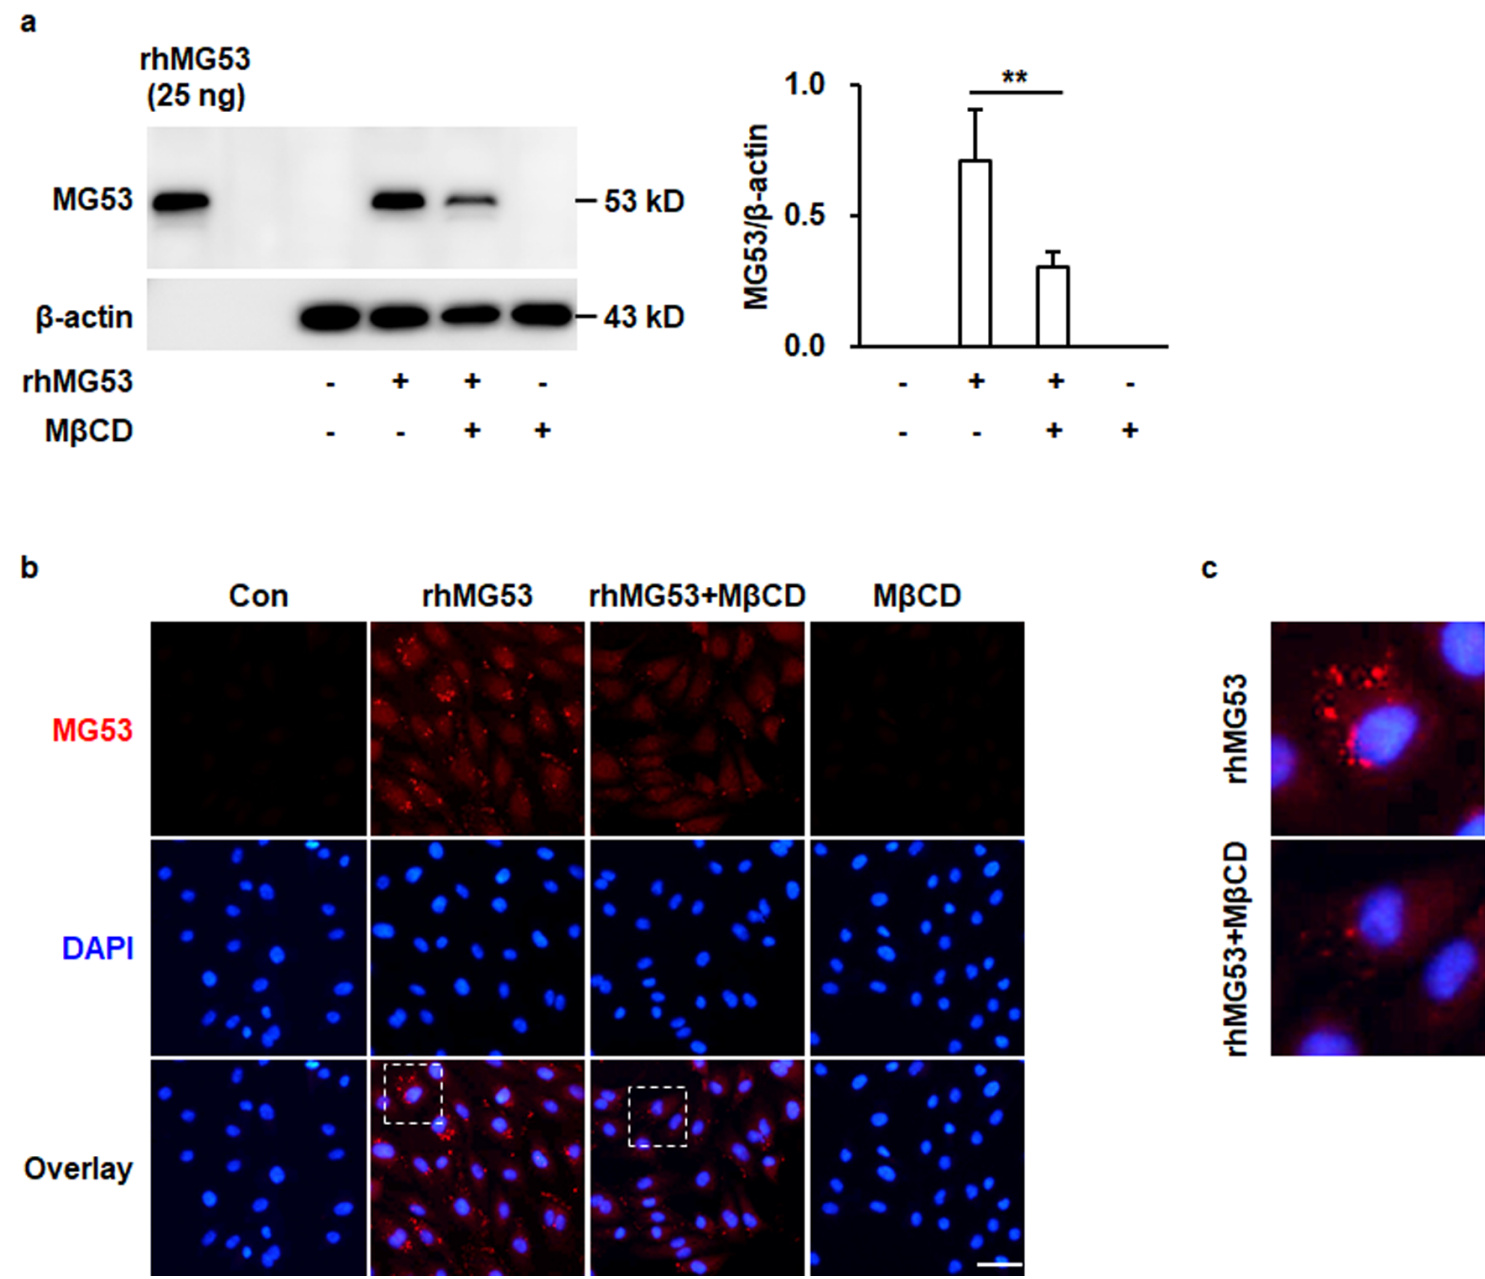 a
rhMG53
(25 ng)
MG53
53 kD
β-actin
43 kD
rhMG53 - + + -
MβCD - - + +
**
MG53/β-actin
1.0
0.5
0.0
- + + -
- - + +
b
Con rhMG53 rhMG53+MβCD MβCD
MG53
DAPI
Overlay
c
rhMG53
rhMG53+MβCD